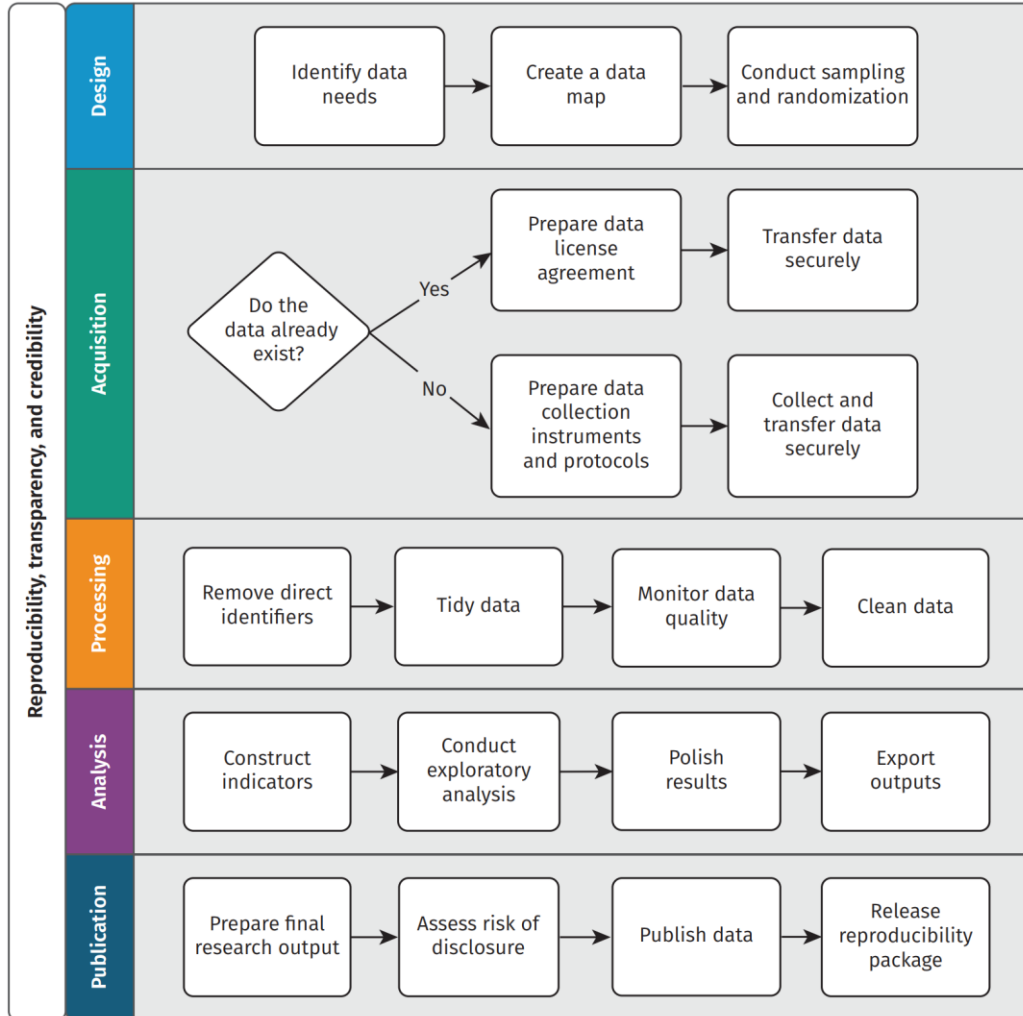 Reproducibility, transparency, and credibility
Design
Identify data
needs
Create a data
map
Conduct sampling
and randomization
Acquisition
Do the
data already
exist?
Yes
Prepare data
license
agreement
Transfer data
securely
No
Prepare data
collection
instruments
and protocols
Collect and
transfer data
securely
Processing
Remove direct
identifiers
Tidy data
Monitor data
quality
Clean data
Analysis
Construct
indicators
Conduct
exploratory
analysis
Polish
results
Export
outputs
Publication
Prepare final
research output
Assess risk of
disclosure
Publish data
Release
reproducibility
package